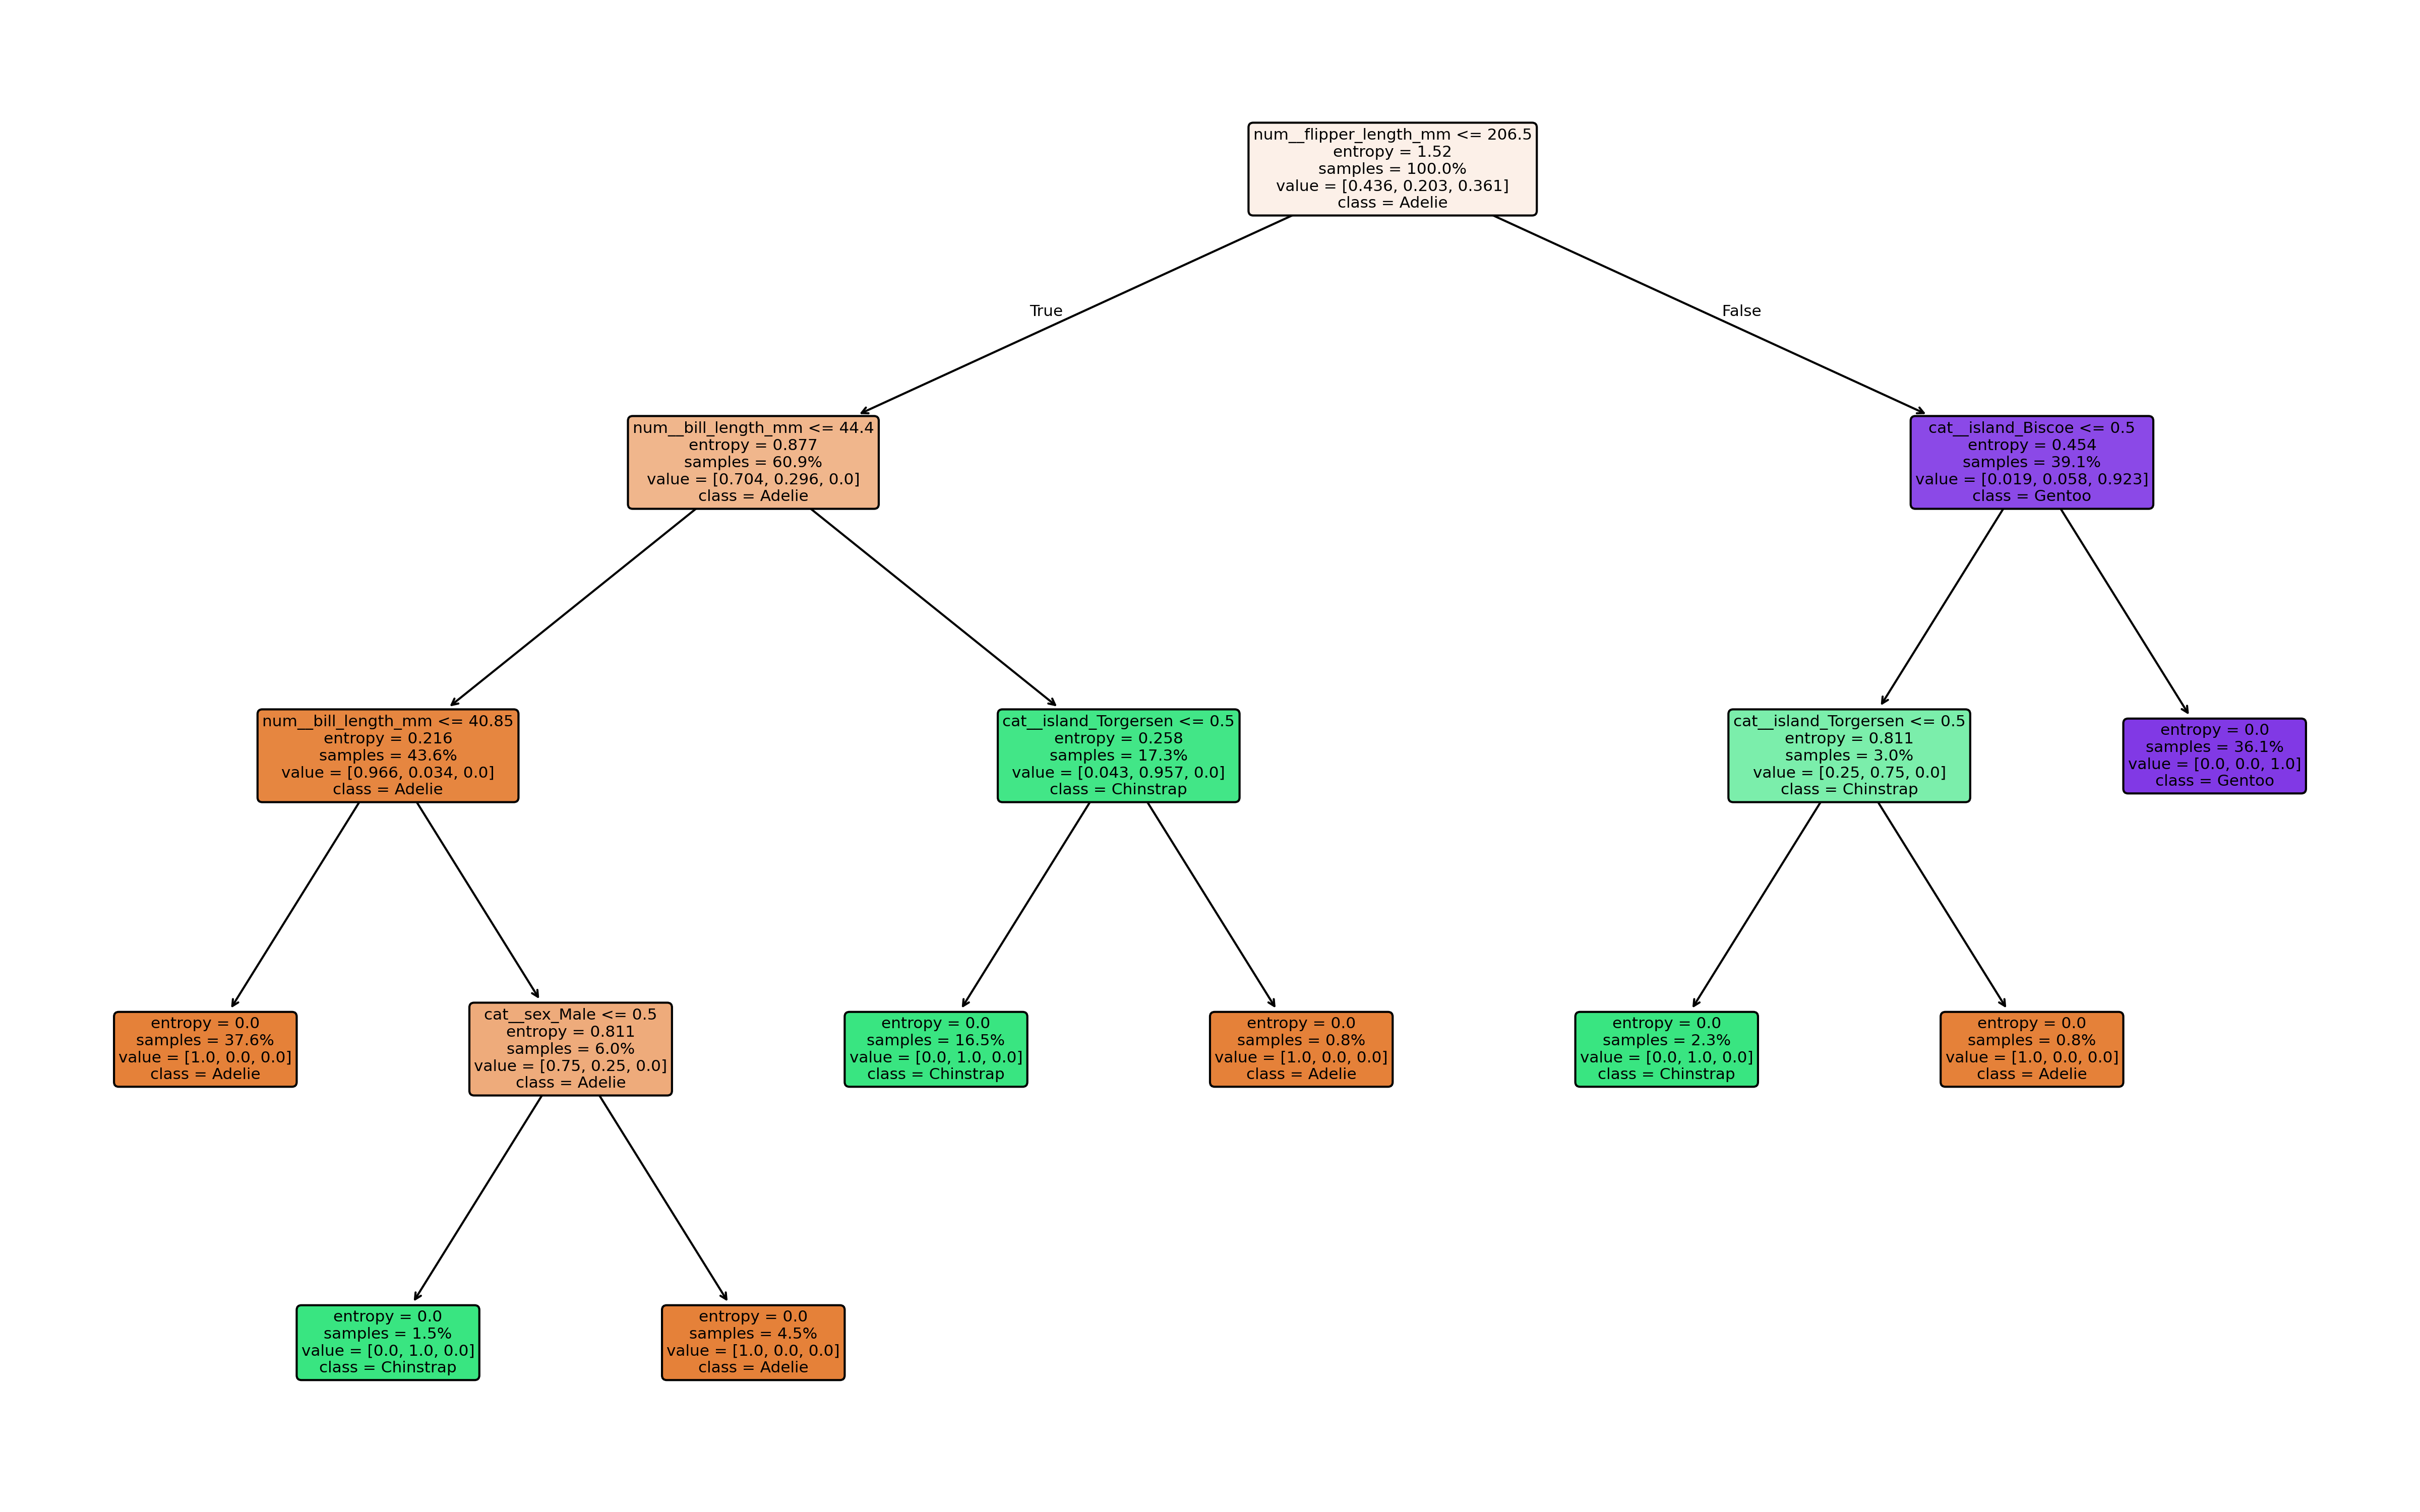 num__flipper_length_mm <= 206.5
entropy = 1.52
samples = 100.0%
value = [0.436, 0.203, 0.361]
class = Adelie
True
False
num__bill_length_mm <= 44.4
entropy = 0.877
samples = 60.9%
value = [0.704, 0.296, 0.0]
class = Adelie
cat__island_Biscoe <= 0.5
entropy = 0.454
samples = 39.1%
value = [0.019, 0.058, 0.923]
class = Gentoo
num__bill_length_mm <= 40.85
entropy = 0.216
samples = 43.6%
value = [0.966, 0.034, 0.0]
class = Adelie
cat__island_Torgersen <= 0.5
entropy = 0.258
samples = 17.3%
value = [0.043, 0.957, 0.0]
class = Chinstrap
cat__island_Torgersen <= 0.5
entropy = 0.811
samples = 3.0%
value = [0.25, 0.75, 0.0]
class = Chinstrap
entropy = 0.0
samples = 36.1%
value = [0.0, 0.0, 1.0]
class = Gentoo
entropy = 0.0
samples = 37.6%
value = [1.0, 0.0, 0.0]
class = Adelie
cat__sex_Male <= 0.5
entropy = 0.811
samples = 6.0%
value = [0.75, 0.25, 0.0]
class = Adelie
entropy = 0.0
samples = 16.5%
value = [0.0, 1.0, 0.0]
class = Chinstrap
entropy = 0.0
samples = 0.8%
value = [1.0, 0.0, 0.0]
class = Adelie
entropy = 0.0
samples = 2.3%
value = [0.0, 1.0, 0.0]
class = Chinstrap
entropy = 0.0
samples = 0.8%
value = [1.0, 0.0, 0.0]
class = Adelie
entropy = 0.0
samples = 1.5%
value = [0.0, 1.0, 0.0]
class = Chinstrap
entropy = 0.0
samples = 4.5%
value = [1.0, 0.0, 0.0]
class = Adelie